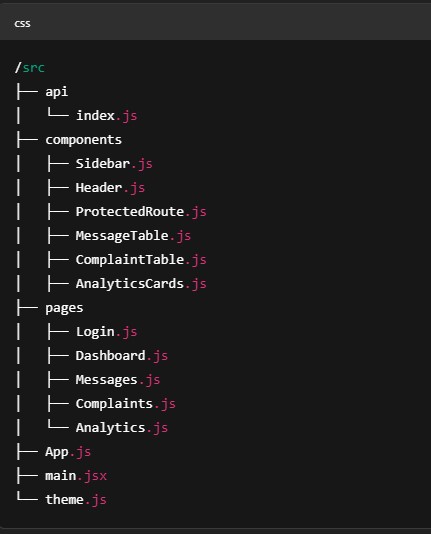 css
/src
├── api
│   └── index.js
├── components
│   ├── Sidebar.js
│   ├── Header.js
│   ├── ProtectedRoute.js
│   ├── MessageTable.js
│   ├── ComplaintTable.js
│   ├── AnalyticsCards.js
├── pages
│   ├── Login.js
│   ├── Dashboard.js
│   ├── Messages.js
│   ├── Complaints.js
│   └── Analytics.js
├── App.js
├── main.jsx
└── theme.js